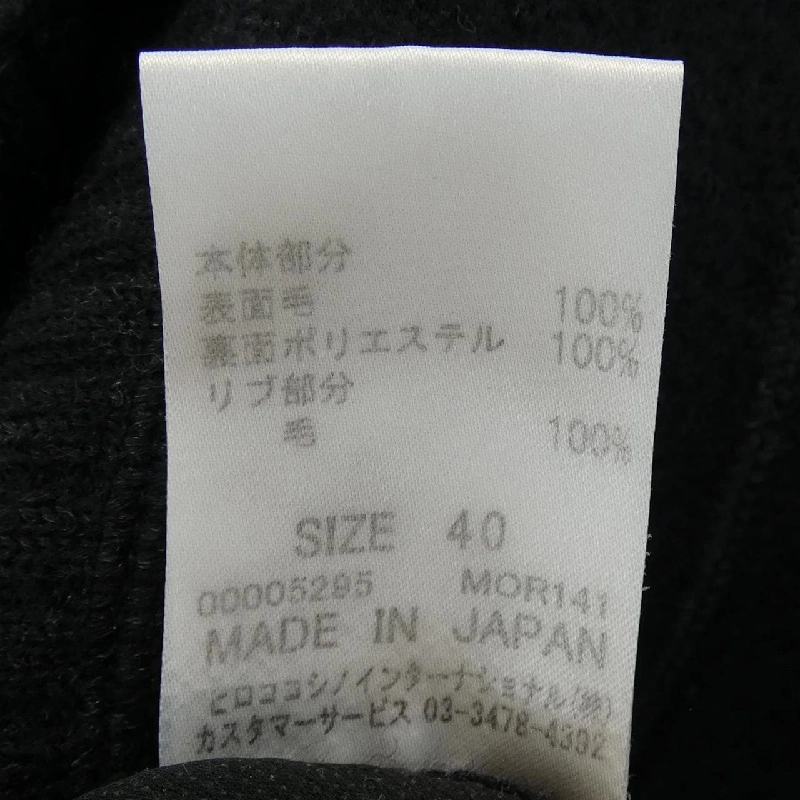 本体部分
表面毛 100%
裏面ポリエステル 100%
リブ部分
毛 100%
SIZE 40
00005295 MOR141
MADE IN JAPAN
ヒロココシノインターナショナル(株)
カスタマーサービス 03-3478-4392